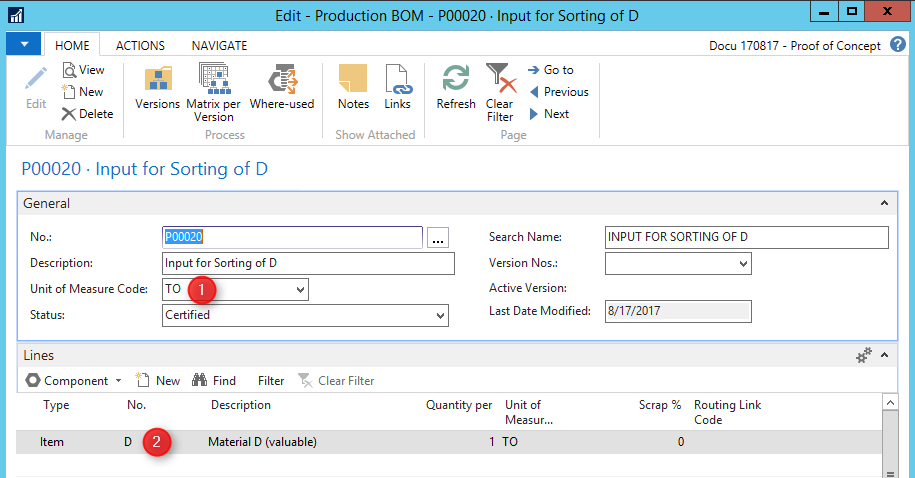 Edit - Production BOM - P00020 · Input for Sorting of D
HOME ACTIONS NAVIGATE
Docu 170817 - Proof of Concept ?
Edit
View
New
Delete
Manage
Versions
Matrix per Version
Where-used
Process
Notes
Links
Show Attached
Refresh
Clear Filter
Go to
Previous
Next
Page
P00020 · Input for Sorting of D
General
No.: P00020 ...
Description: Input for Sorting of D
Unit of Measure Code: TO 1
Status: Certified
Search Name: INPUT FOR SORTING OF D
Version Nos.:
Active Version:
Last Date Modified: 8/17/2017
Lines
Component New Find Filter Clear Filter
Type No. Description Quantity per Unit of Measur... Scrap % Routing Link Code
Item D 2 Material D (valuable) 1 TO 0